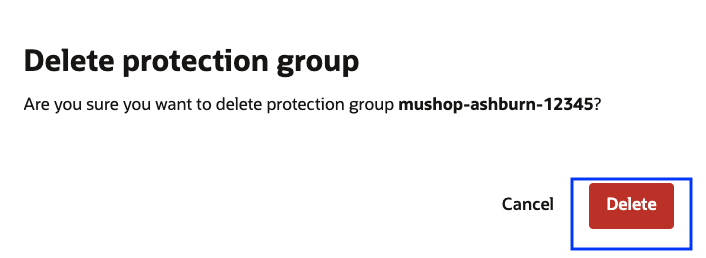 Delete protection group
Are you sure you want to delete protection group mushop-ashburn-12345?
Cancel
Delete